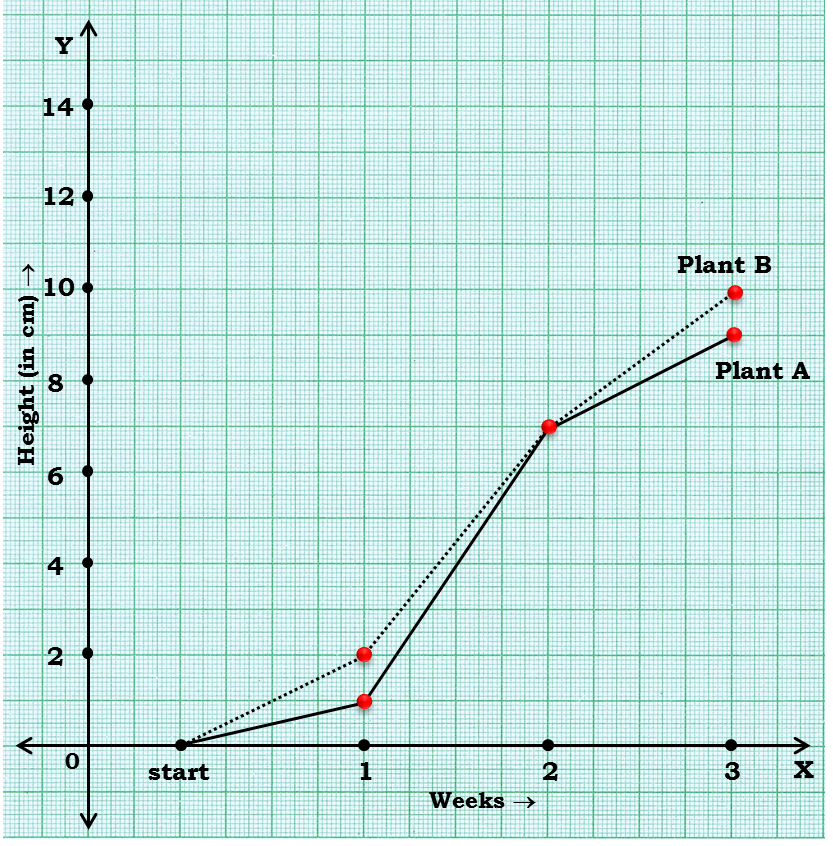 Y
14
12
Plant B
10
Height (in cm) →
Plant A
8
6
4
2
0
start
1
2
3
X
Weeks →